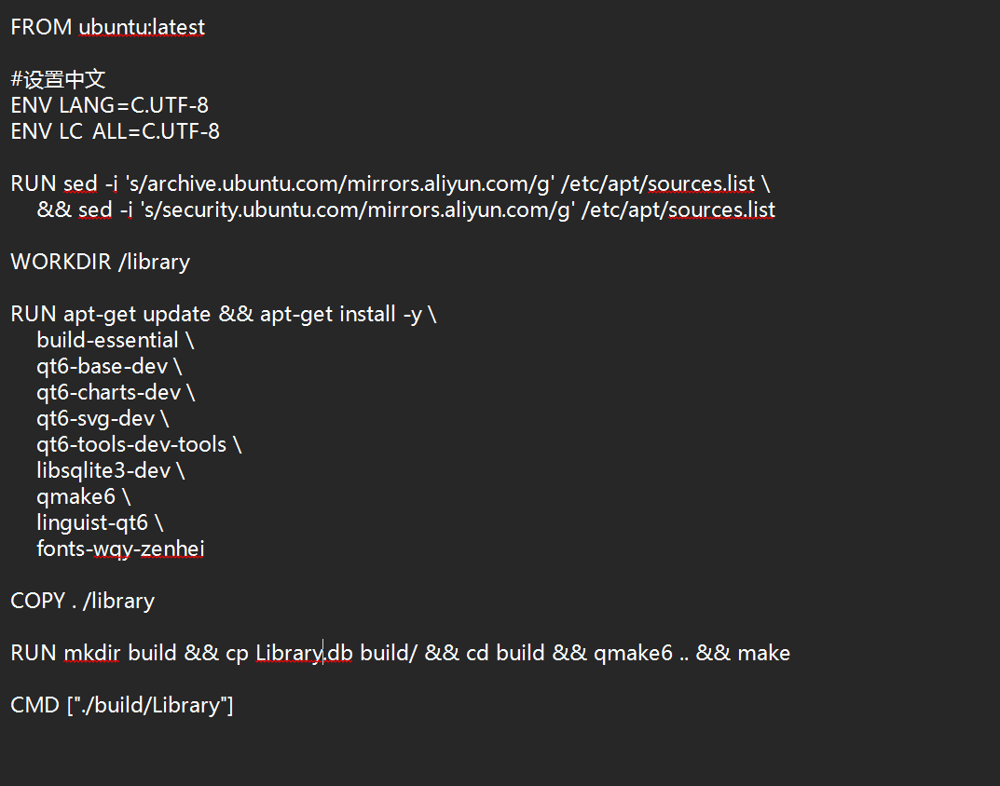 FROM ubuntu:latest
#设置中文
ENV LANG=C.UTF-8
ENV LC_ALL=C.UTF-8
RUN sed -i 's/archive.ubuntu.com/mirrors.aliyun.com/g' /etc/apt/sources.list \
&& sed -i 's/security.ubuntu.com/mirrors.aliyun.com/g' /etc/apt/sources.list
WORKDIR /library
RUN apt-get update && apt-get install -y \
build-essential \
qt6-base-dev \
qt6-charts-dev \
qt6-svg-dev \
qt6-tools-dev-tools \
libsqlite3-dev \
qmake6 \
linguist-qt6 \
fonts-wqy-zenhei
COPY . /library
RUN mkdir build && cp Library.db build/ && cd build && qmake6 .. && make
CMD ["./build/Library"]